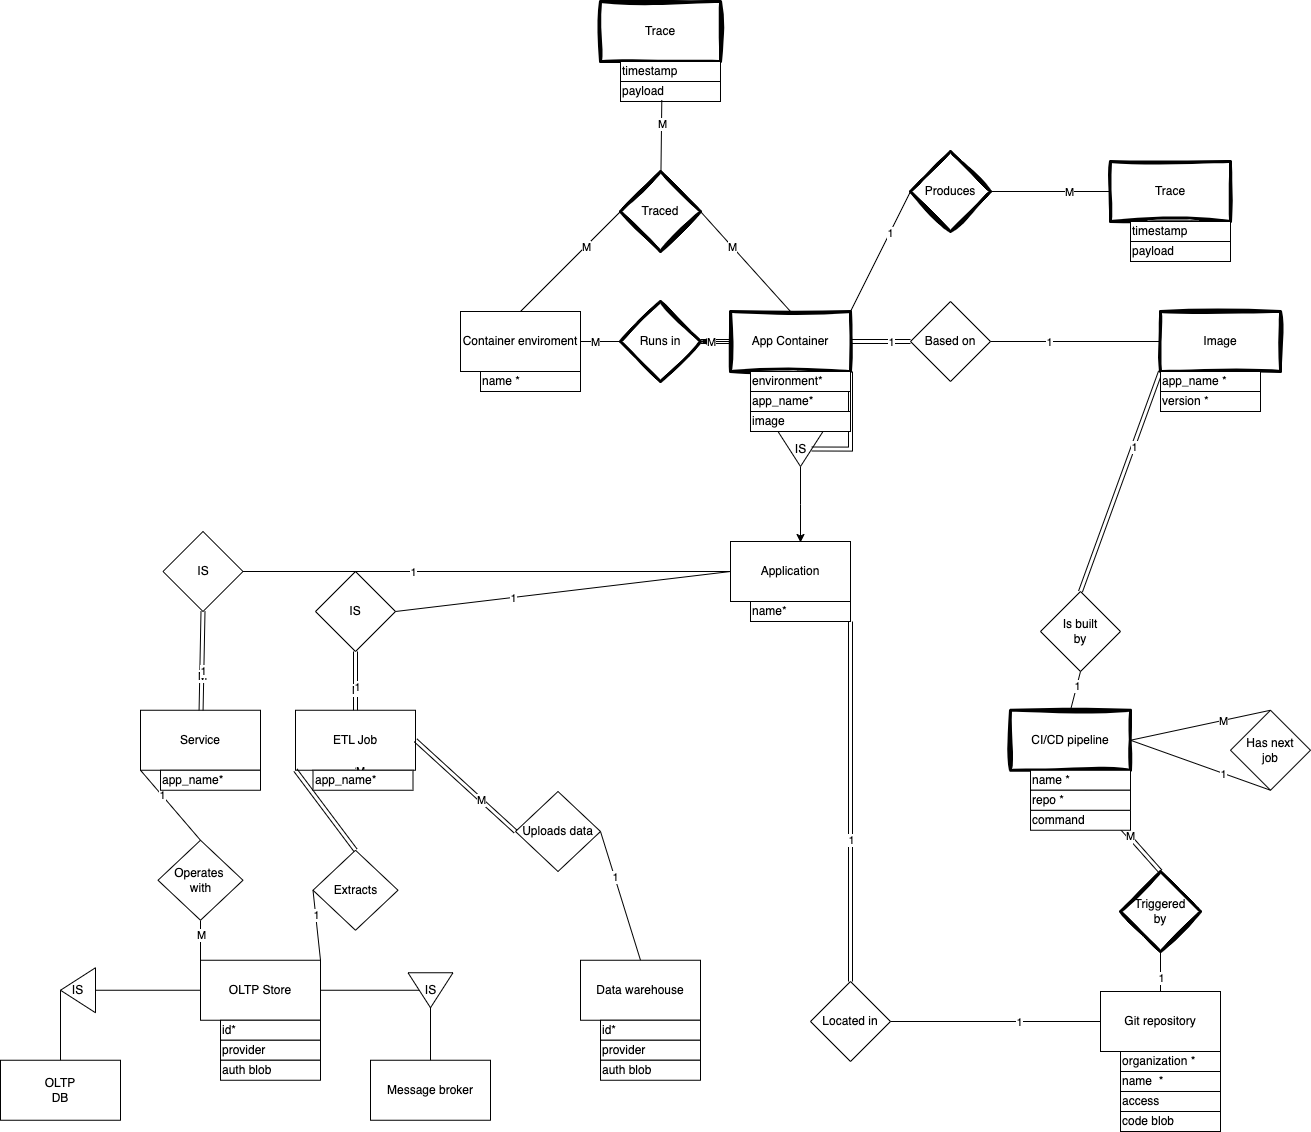 Trace
timestamp
payload
M
Produces
M
Trace
timestamp
payload
Traced
1
M
M
Container enviroment
name *
M
Runs in
M
App Container
environment*
app_name*
image
1
Based on
1
Image
app_name *
version *
IS
1
IS
1
Application
name*
IS
1
1
1
Is built
by
1
Service
app_name*
ETL Job
app_name*
CI/CD pipeline
name *
repo *
command
M
Has next
job
1
1
M
Uploads data
M
1
1
Operates
with
Extracts
1
Triggered
by
M
IS
OLTP Store
id*
provider
auth blob
IS
Data warehouse
id*
provider
auth blob
1
Located in
1
Git repository
organization *
name  *
access
code blob
OLTP
DB
Message broker